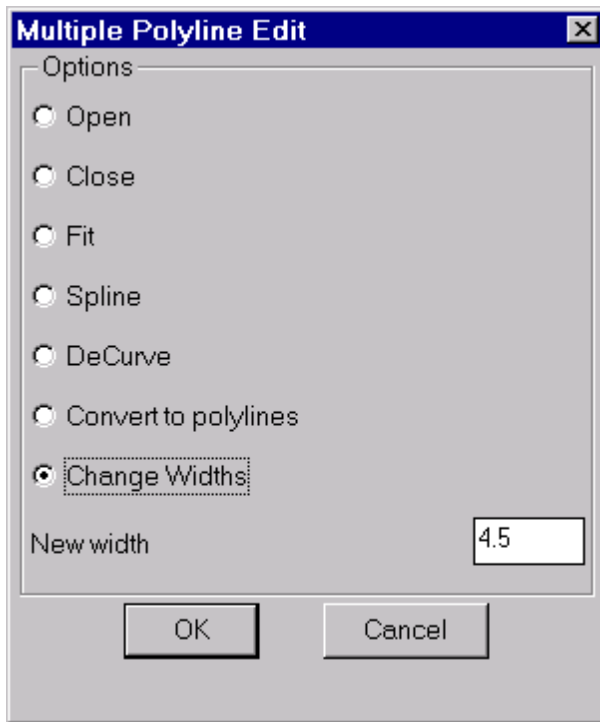 Multiple Polyline Edit
Options
Open
Close
Fit
Spline
DeCurve
Convert to polylines
Change Widths
New width 4.5
OK Cancel